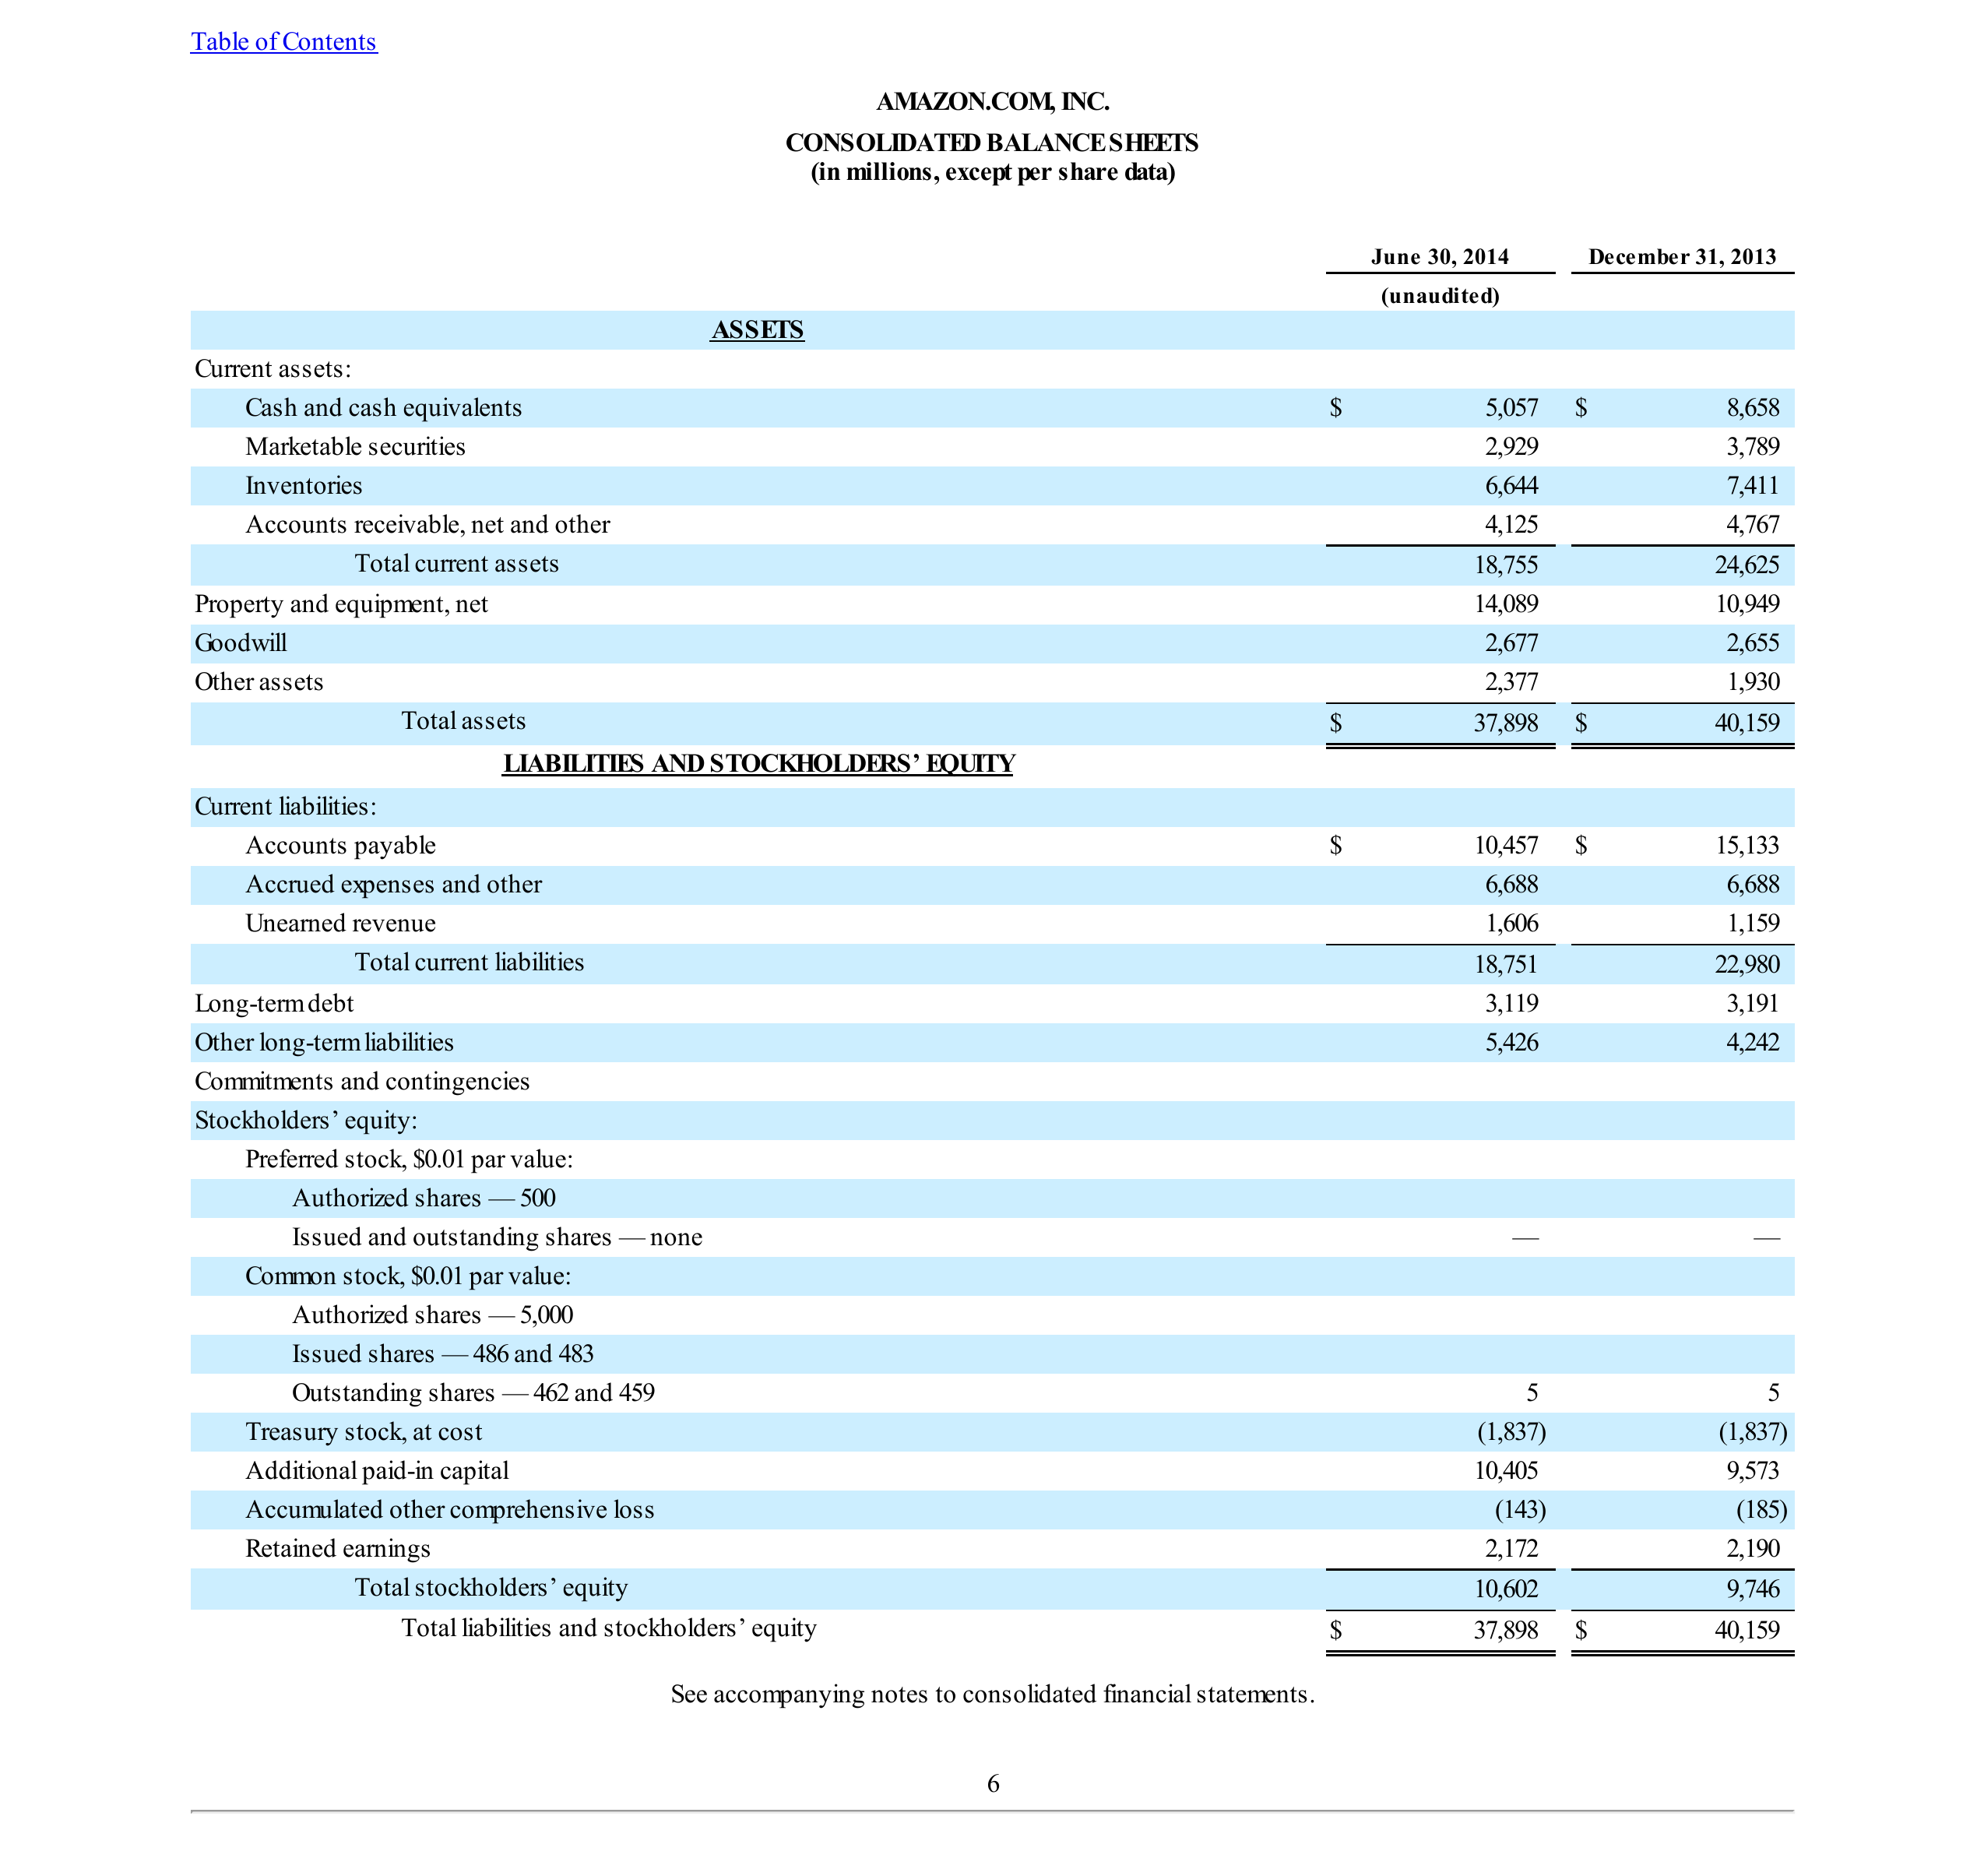 Table of Contents
AMAZON.COM, INC.
CONSOLIDATED BALANCE SHEETS
(in millions, except per share data)
June 30, 2014 December 31, 2013
(unaudited)
ASSETS
Current assets:
Cash and cash equivalents $ 5,057 $ 8,658
Marketable securities 2,929 3,789
Inventories 6,644 7,411
Accounts receivable, net and other 4,125 4,767
Total current assets 18,755 24,625
Property and equipment, net 14,089 10,949
Goodwill 2,677 2,655
Other assets 2,377 1,930
Total assets $ 37,898 $ 40,159
LIABILITIES AND STOCKHOLDERS’ EQUITY
Current liabilities:
Accounts payable $ 10,457 $ 15,133
Accrued expenses and other 6,688 6,688
Unearned revenue 1,606 1,159
Total current liabilities 18,751 22,980
Long-term debt 3,119 3,191
Other long-term liabilities 5,426 4,242
Commitments and contingencies
Stockholders’ equity:
Preferred stock, $0.01 par value:
Authorized shares — 500
Issued and outstanding shares — none — —
Common stock, $0.01 par value:
Authorized shares — 5,000
Issued shares — 486 and 483
Outstanding shares — 462 and 459 5 5
Treasury stock, at cost (1,837) (1,837)
Additional paid-in capital 10,405 9,573
Accumulated other comprehensive loss (143) (185)
Retained earnings 2,172 2,190
Total stockholders’ equity 10,602 9,746
Total liabilities and stockholders’ equity $ 37,898 $ 40,159
See accompanying notes to consolidated financial statements.
6